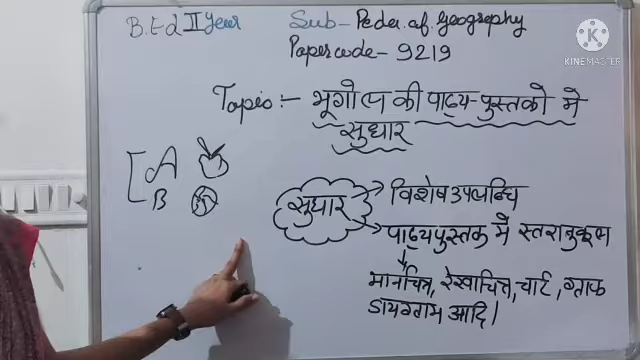 B.Ed II Year
Sub - Peda. of. Geography
Paper code - 9219
Topic :- भूगोल की पाठ्य-पुस्तको मे
सुधार
A
B
सुधार
विशेष उपलब्धि
पाठ्यपुस्तक में स्तरानुकूल
मानचित्र, रेखाचित्र, चार्ट, ग्राफ
डायग्राम आदि।
KINEMASTER